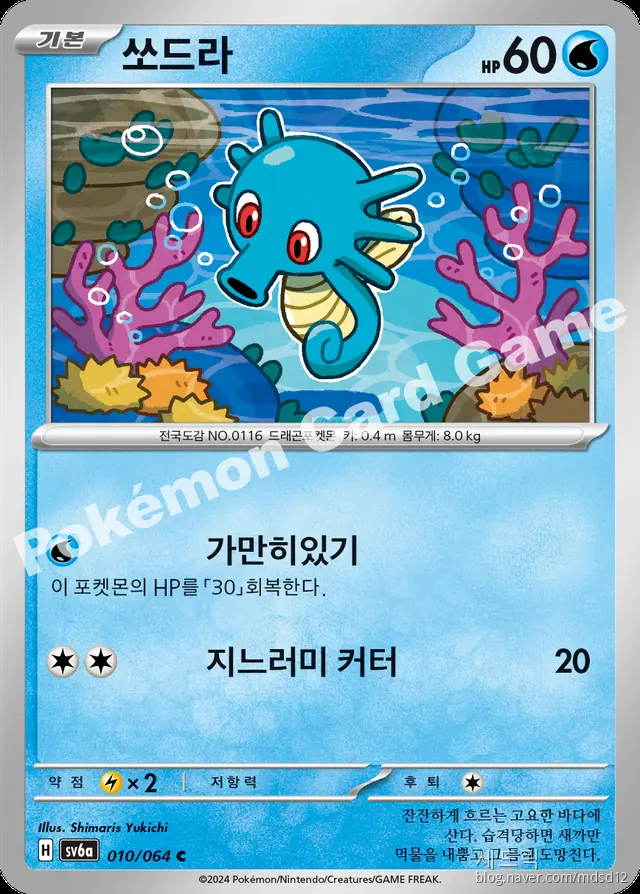 기본 쏘드라 HP 60
전국도감 NO.0116 드래곤포켓몬 키: 0.4 m 몸무게: 8.0 kg
Pokémon Card Game
가만히있기
이 포켓몬의 HP를 「30」회복한다.
지느러미 커터 20
약점 ×2 저항력 후퇴
Illus. Shimaris Yukichi
H sv6a 010/064 C
잔잔하게 흐르는 고요한 바다에
산다. 습격당하면 새까만
먹물을 내뿜고 그 틈을 도망친다.
blog.naver.com/mdsd12
©2024 Pokémon/Nintendo/Creatures/GAME FREAK.